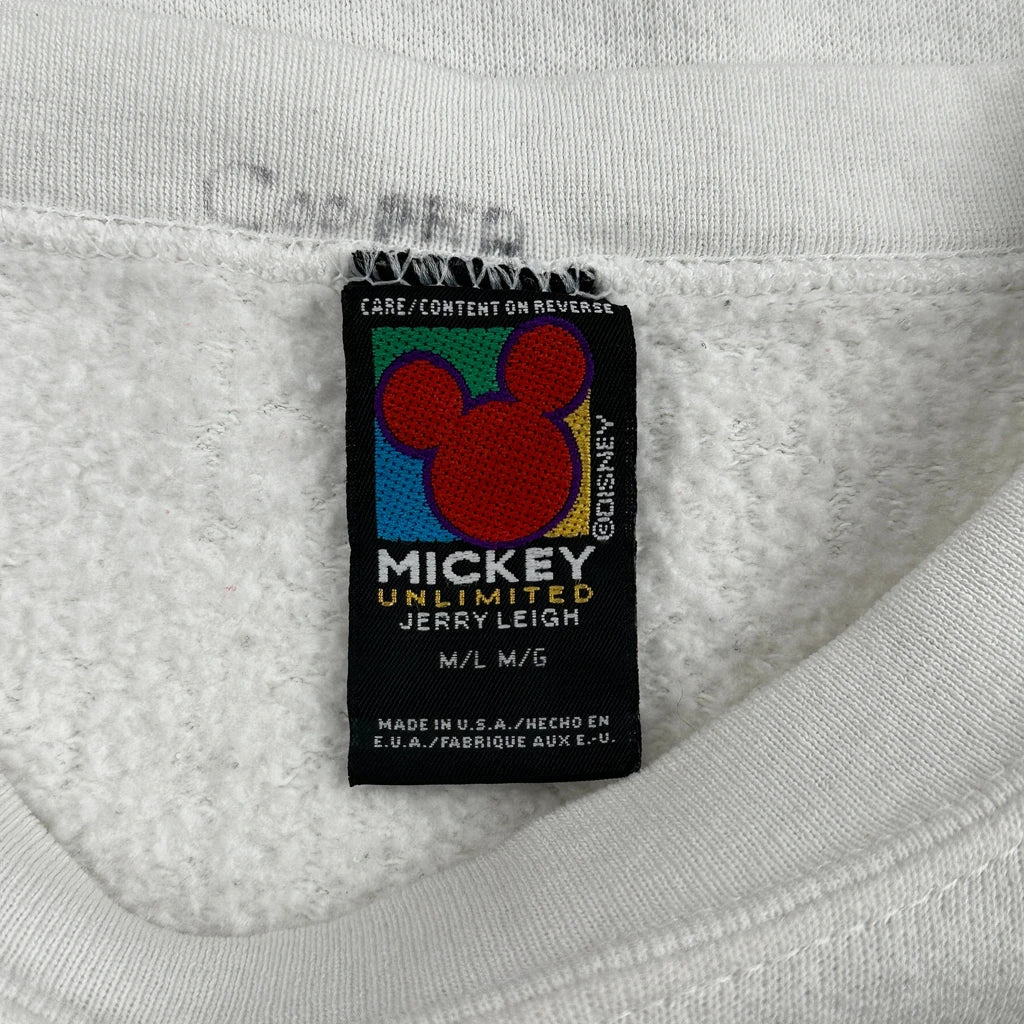 CARE/CONTENT ON REVERSE
©DISNEY
MICKEY
UNLIMITED
JERRY LEIGH
M/L M/G
MADE IN U.S.A./HECHO EN
E.U.A./FABRIQUE AUX E.-U.